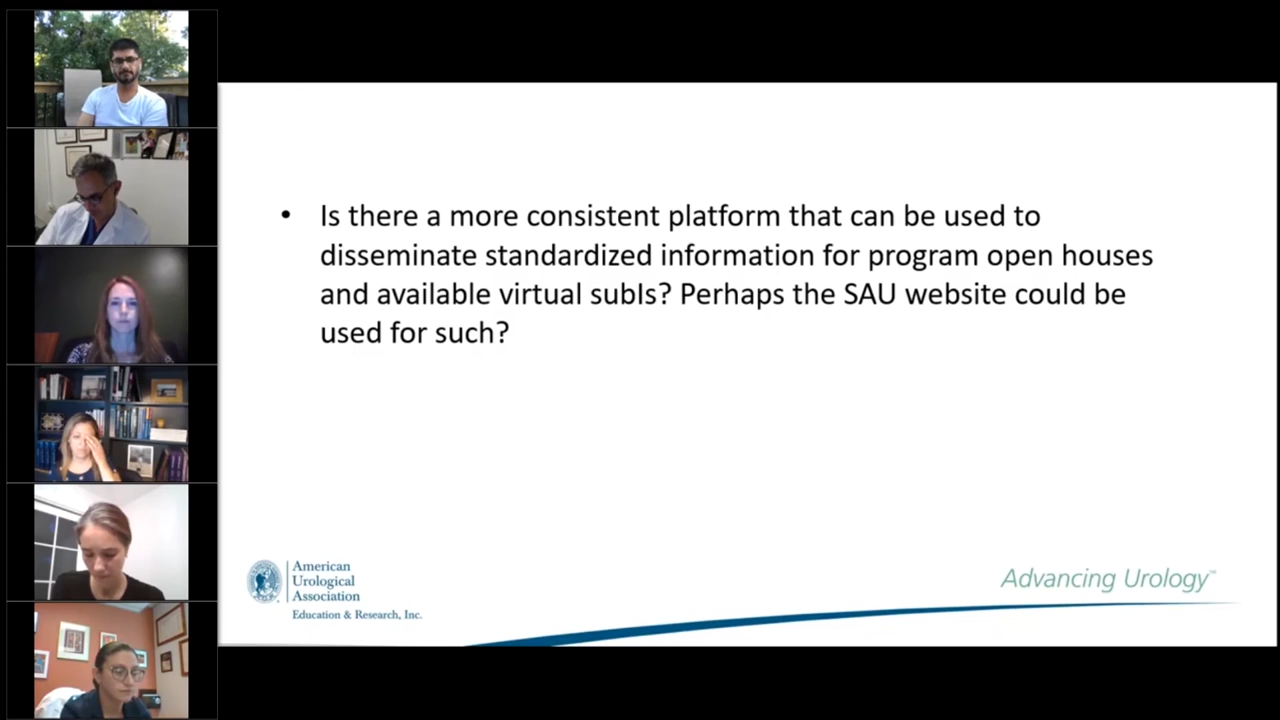 • Is there a more consistent platform that can be used to
disseminate standardized information for program open houses
and available virtual subIs? Perhaps the SAU website could be
used for such?
American
Urological
Association
Education & Research, Inc.
Advancing Urology™